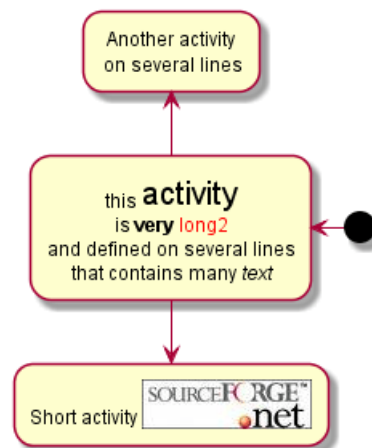 Another activity
on several lines
this activity
is very long2
and defined on several lines
that contains many text
Short activity SOURCEFORGE™
.net